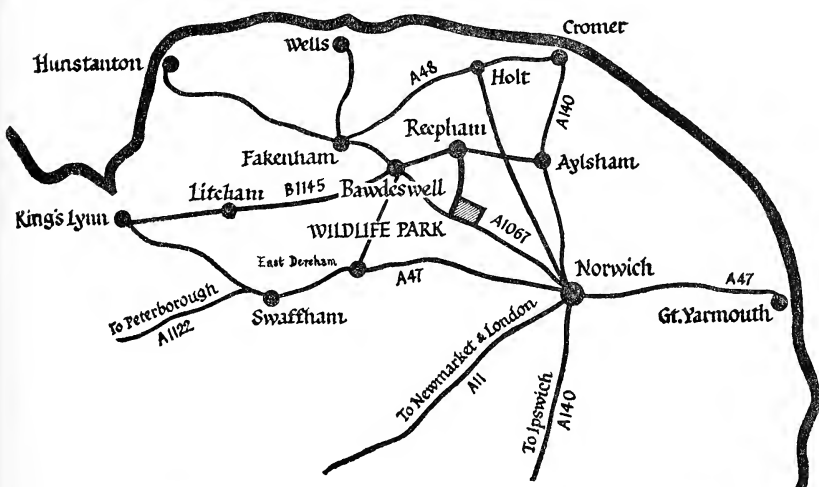 Cromer
Wells
Hunstanton
A48
Holt
A140
Reepham
Fakenham
Aylsham
Bawdeswell
B1145
Litcham
King's Lynn
A1067
WILDLIFE PARK
East Dereham
A47
Norwich
A47
To Peterborough
A1122
Swaffham
Gt. Yarmouth
To Newmarket & London
A11
To Ipswich
A140